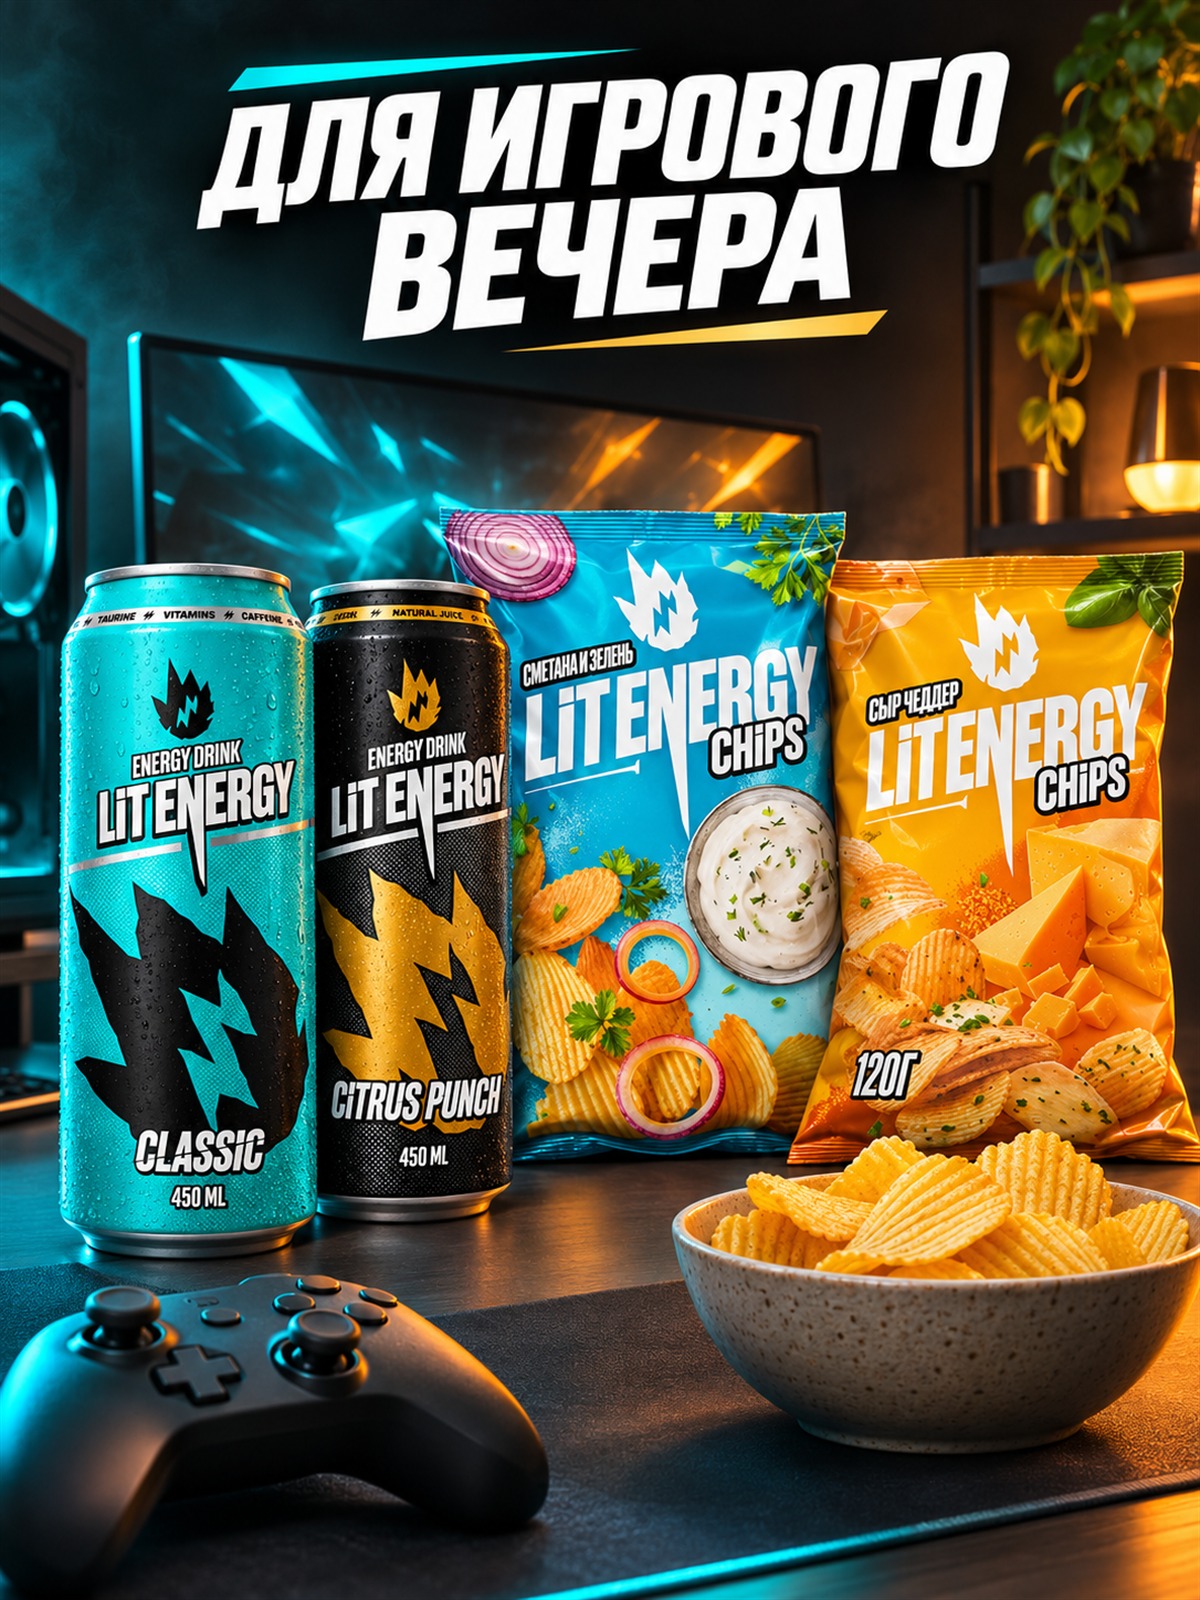 ДЛЯ ИГРОВОГО
ВЕЧЕРА
TAURINE VITAMINS CAFFEINE
ENERGY DRINK
LiT ENERGY
CLASSIC
450 ML
NATURAL JUICE
ENERGY DRINK
LiT ENERGY
CITRUS PUNCH
450 ML
СМЕТАНА И ЗЕЛЕНЬ
LiT ENERGY
CHiPS
СЫР ЧЕДДЕР
LiT ENERGY
CHiPS
120Г